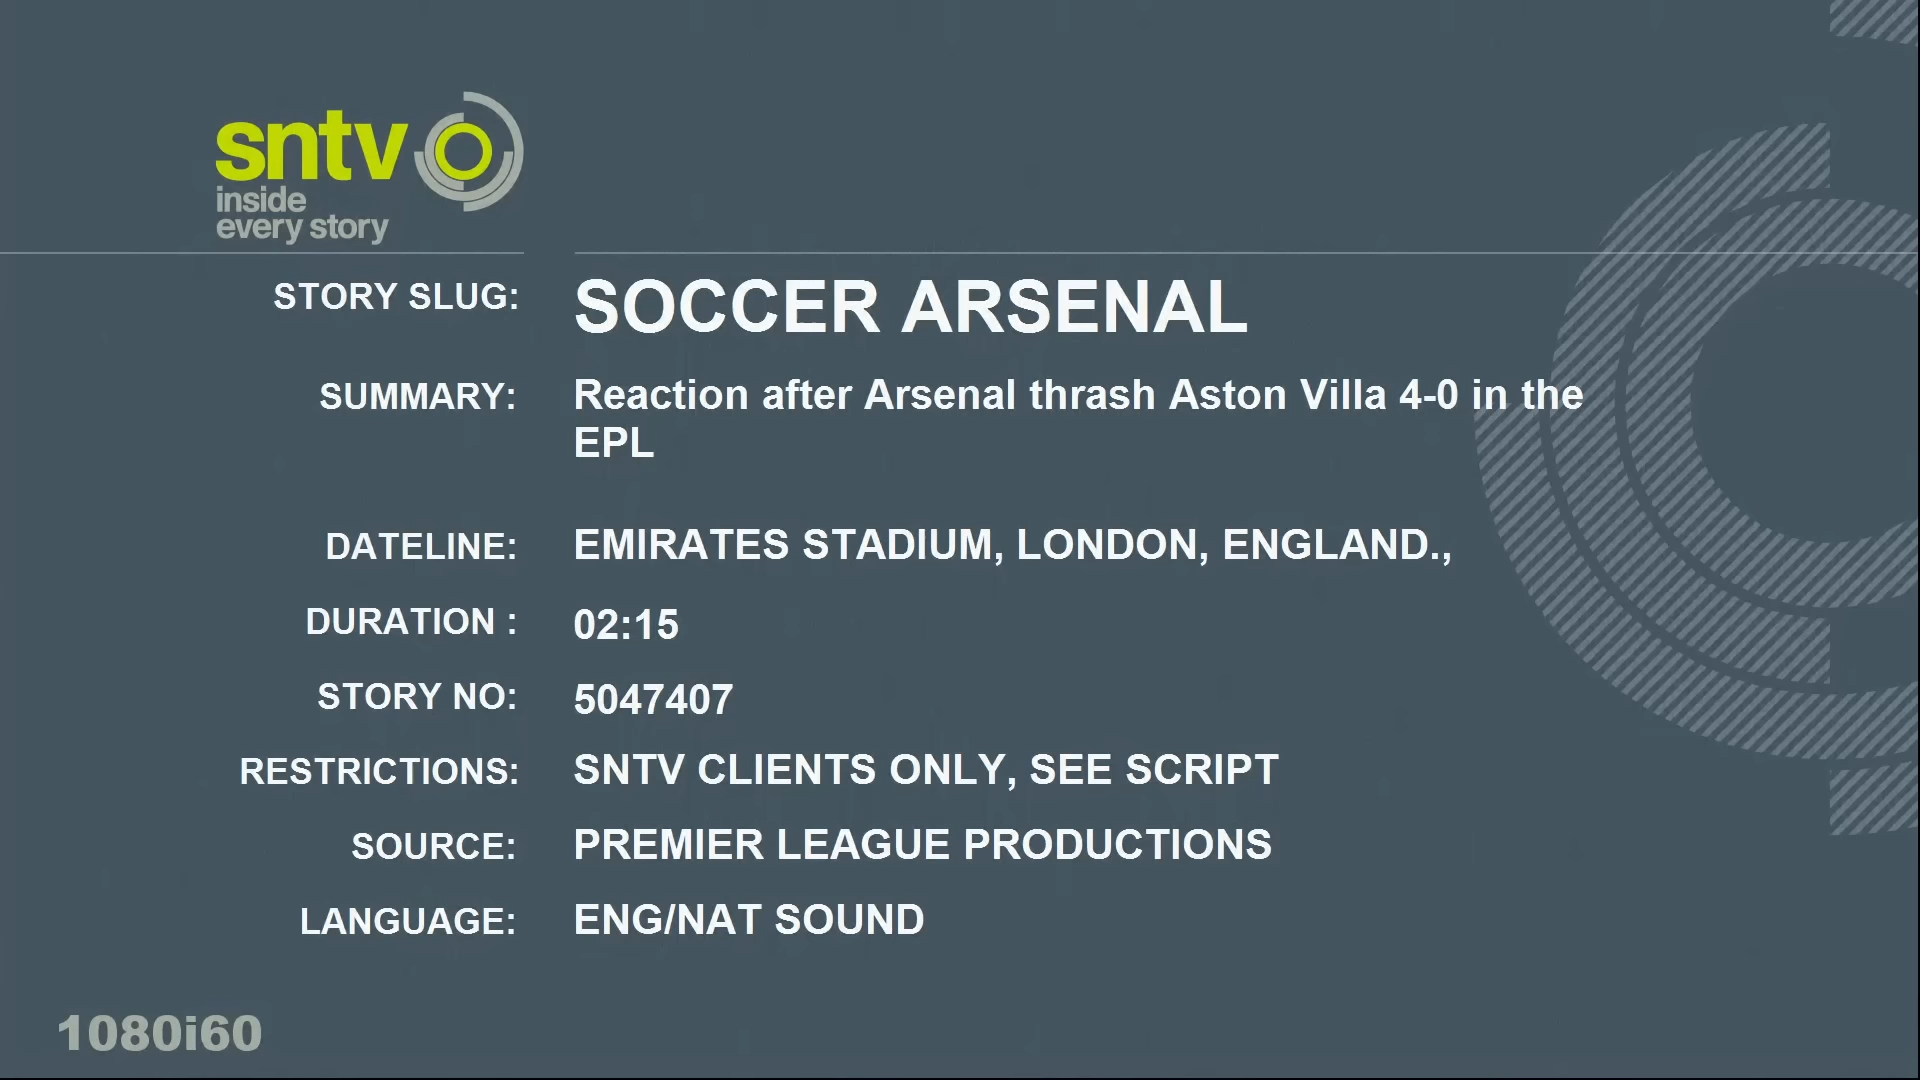 sntv
inside
every story
STORY SLUG: SOCCER ARSENAL
SUMMARY: Reaction after Arsenal thrash Aston Villa 4-0 in the
EPL
DATELINE: EMIRATES STADIUM, LONDON, ENGLAND.,
DURATION : 02:15
STORY NO: 5047407
RESTRICTIONS: SNTV CLIENTS ONLY, SEE SCRIPT
SOURCE: PREMIER LEAGUE PRODUCTIONS
LANGUAGE: ENG/NAT SOUND
1080i60